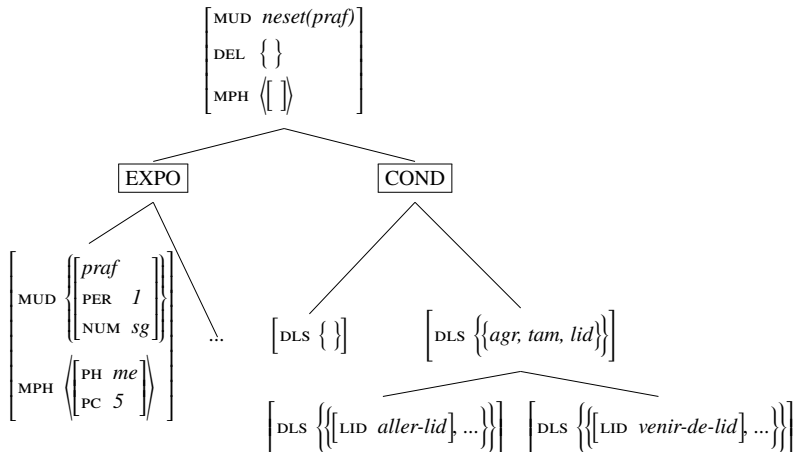 MUD neset(praf)
DEL { }
MPH ⟨[ ]⟩
EXPO COND
MUD {[praf
PER 1
NUM sg]}
MPH ⟨[PH me
PC 5]⟩
...
[DLS { }]
[DLS {{agr, tam, lid}}]
[DLS {{[LID aller-lid], ...}}] [DLS {{[LID venir-de-lid], ...}}]